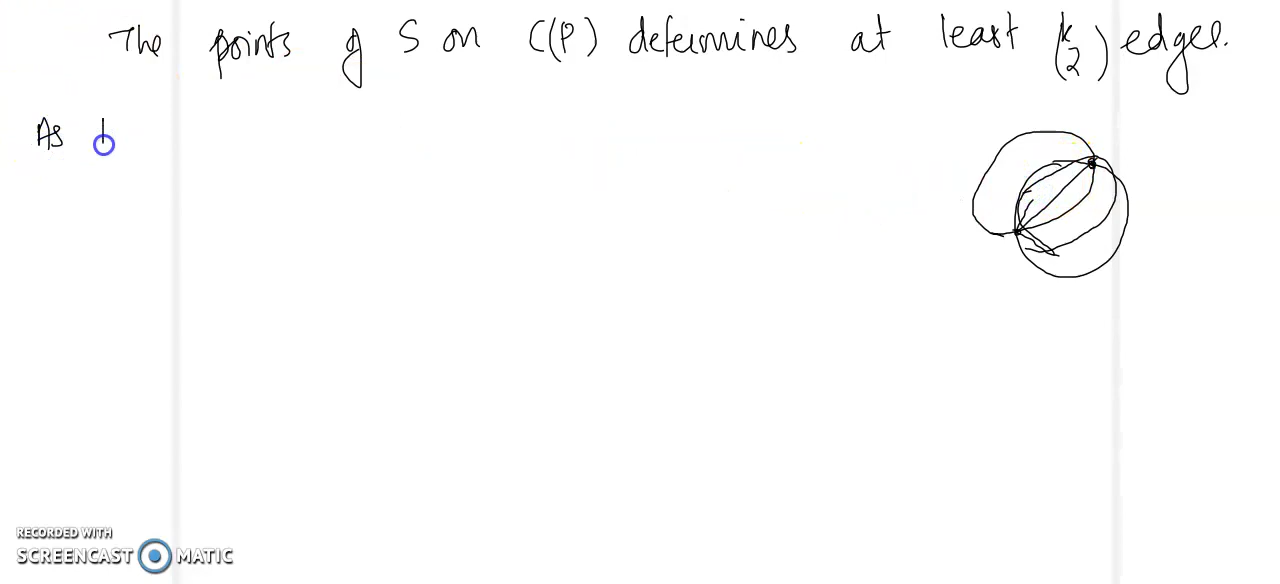 The points of S on C(P) determines at least (k 2) edges.
As
RECORDED WITH
SCREENCAST MATIC